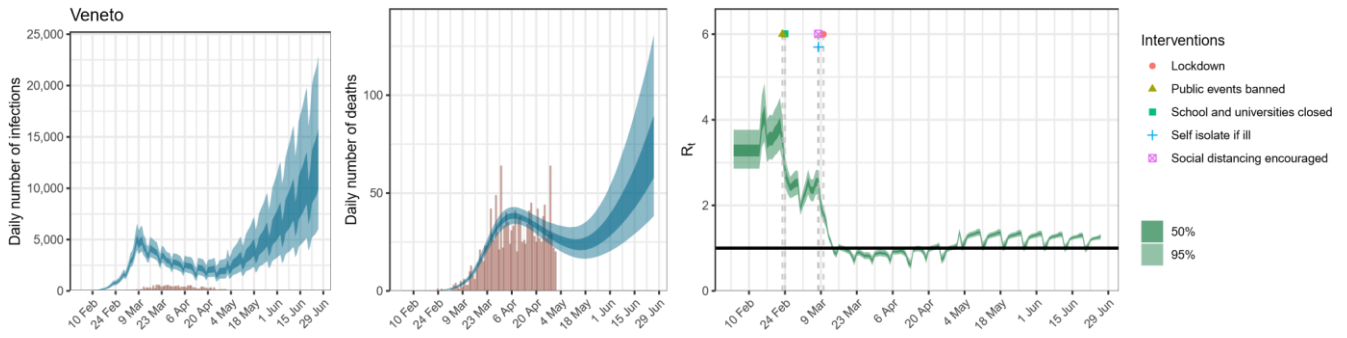 Veneto
Daily number of infections
25,000
20,000
15,000
10,000
5,000
0
10 Feb
24 Feb
9 Mar
23 Mar
6 Apr
20 Apr
4 May
18 May
1 Jun
15 Jun
29 Jun
Daily number of deaths
100
50
0
10 Feb
24 Feb
9 Mar
23 Mar
6 Apr
20 Apr
4 May
18 May
1 Jun
15 Jun
29 Jun
Rt
6
4
2
0
10 Feb
24 Feb
9 Mar
23 Mar
6 Apr
20 Apr
4 May
18 May
1 Jun
15 Jun
29 Jun
Interventions
Lockdown
Public events banned
School and universities closed
Self isolate if ill
Social distancing encouraged
50%
95%